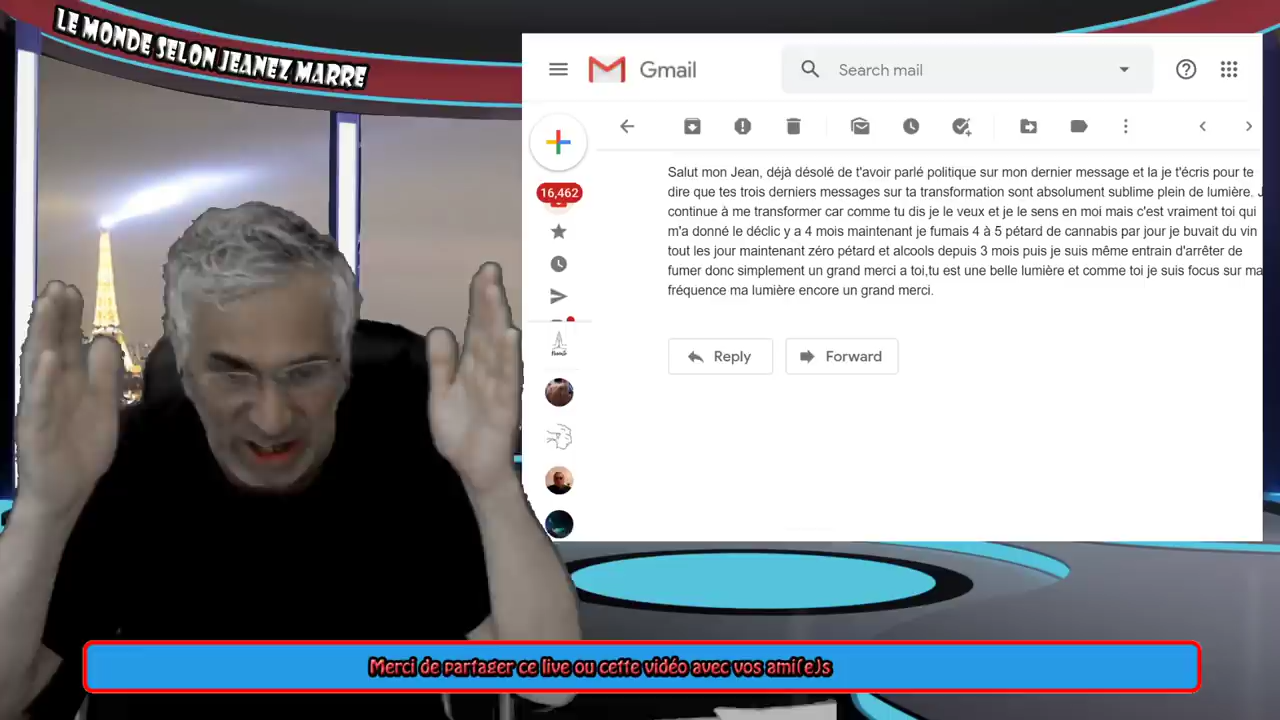 LE MONDE SELON JEANEZ MARRE
Gmail
Search mail
16,462
Salut mon Jean, déjà désolé de t'avoir parlé politique sur mon dernier message et la je t'écris pour te
dire que tes trois derniers messages sur ta transformation sont absolument sublime plein de lumière. J
continue à me transformer car comme tu dis je le veux et je le sens en moi mais c'est vraiment toi qui
m'a donné le déclic y a 4 mois maintenant je fumais 4 à 5 pétard de cannabis par jour je buvait du vin
tout les jour maintenant zéro pétard et alcools depuis 3 mois puis je suis même entrain d'arrêter de
fumer donc simplement un grand merci a toi,tu est une belle lumière et comme toi je suis focus sur ma
fréquence ma lumière encore un grand merci.
Reply
Forward
Merci de partager ce live ou cette vidéo avec vos ami(e)s